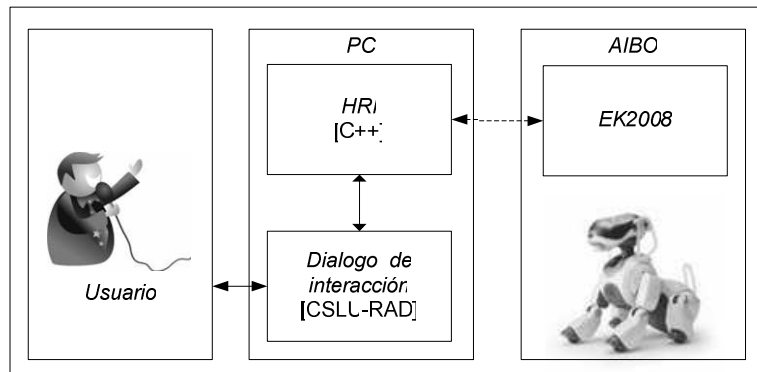 PC
AIBO
HRI
[C++]
EK2008
Usuario
Dialogo de
interacción
[CSLU-RAD]